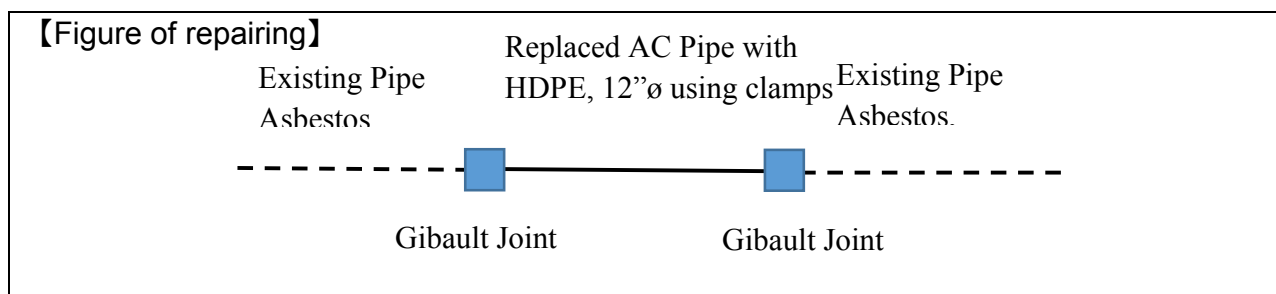 【Figure of repairing】
Existing Pipe
Asbestos
Replaced AC Pipe with
HDPE, 12”ø using clamps
Existing Pipe
Asbestos.
Gibault Joint
Gibault Joint